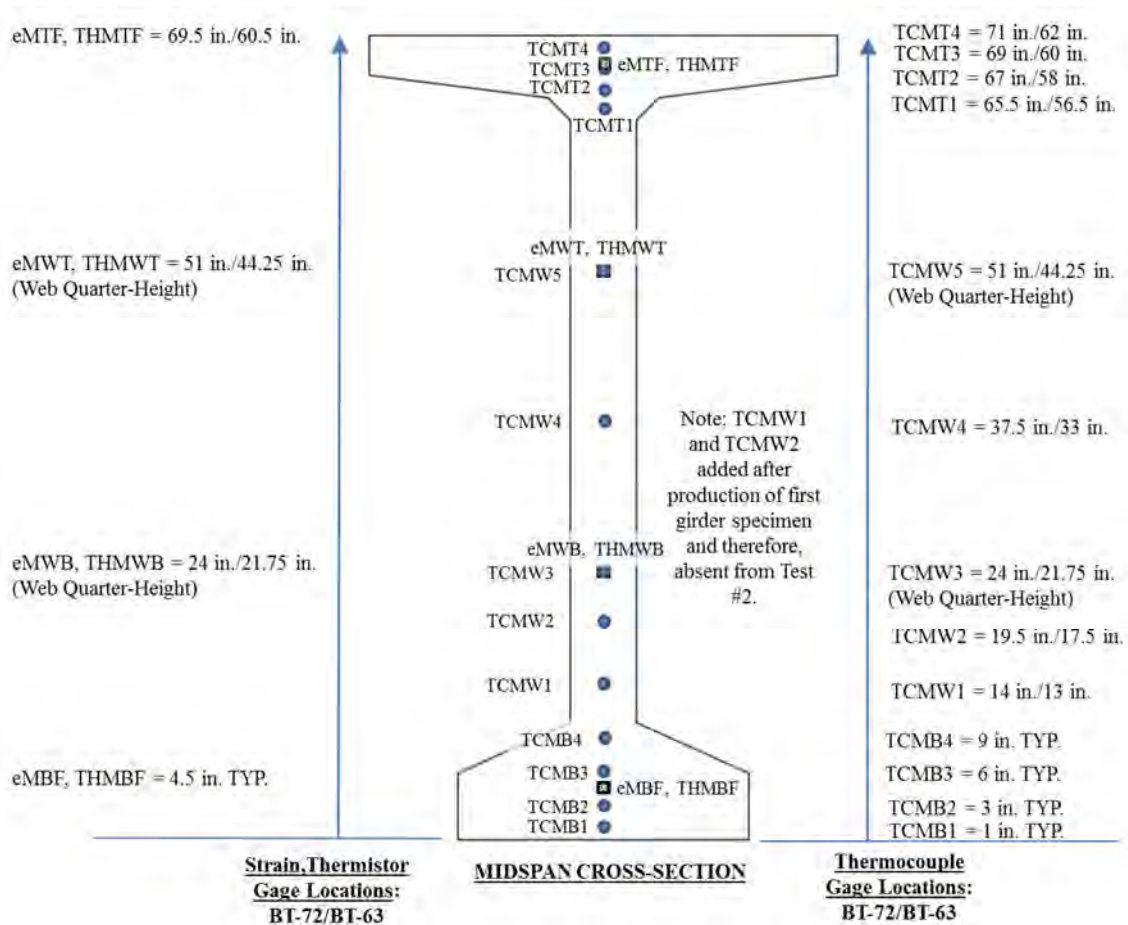 eMTF, THMTF = 69.5 in./60.5 in.
eMWT, THMWT = 51 in./44.25 in.
(Web Quarter-Height)
eMWB, THMWB = 24 in./21.75 in.
(Web Quarter-Height)
eMBF, THMBF = 4.5 in. TYP.
Strain,Thermistor
Gage Locations:
BT-72/BT-63
TCMT4
eMTF, THMTF
TCMT3
TCMT2
TCMT1
eMWT, THMWT
TCMW5
TCMW4
Note: TCMW1
and TCMW2
added after
production of first
girder specimen
and therefore,
absent from Test
#2.
eMWB, THMWB
TCMW3
TCMW2
TCMW1
TCMB4
TCMB3
eMBF, THMBF
TCMB2
TCMB1
MIDSPAN CROSS-SECTION
TCMT4 = 71 in./62 in.
TCMT3 = 69 in./60 in.
TCMT2 = 67 in./58 in.
TCMT1 = 65.5 in./56.5 in.
TCMW5 = 51 in./44.25 in.
(Web Quarter-Height)
TCMW4 = 37.5 in./33 in.
TCMW3 = 24 in./21.75 in.
(Web Quarter-Height)
TCMW2 = 19.5 in./17.5 in.
TCMW1 = 14 in./13 in.
TCMB4 = 9 in. TYP.
TCMB3 = 6 in. TYP.
TCMB2 = 3 in. TYP.
TCMB1 = 1 in. TYP.
Thermocouple
Gage Locations:
BT-72/BT-63